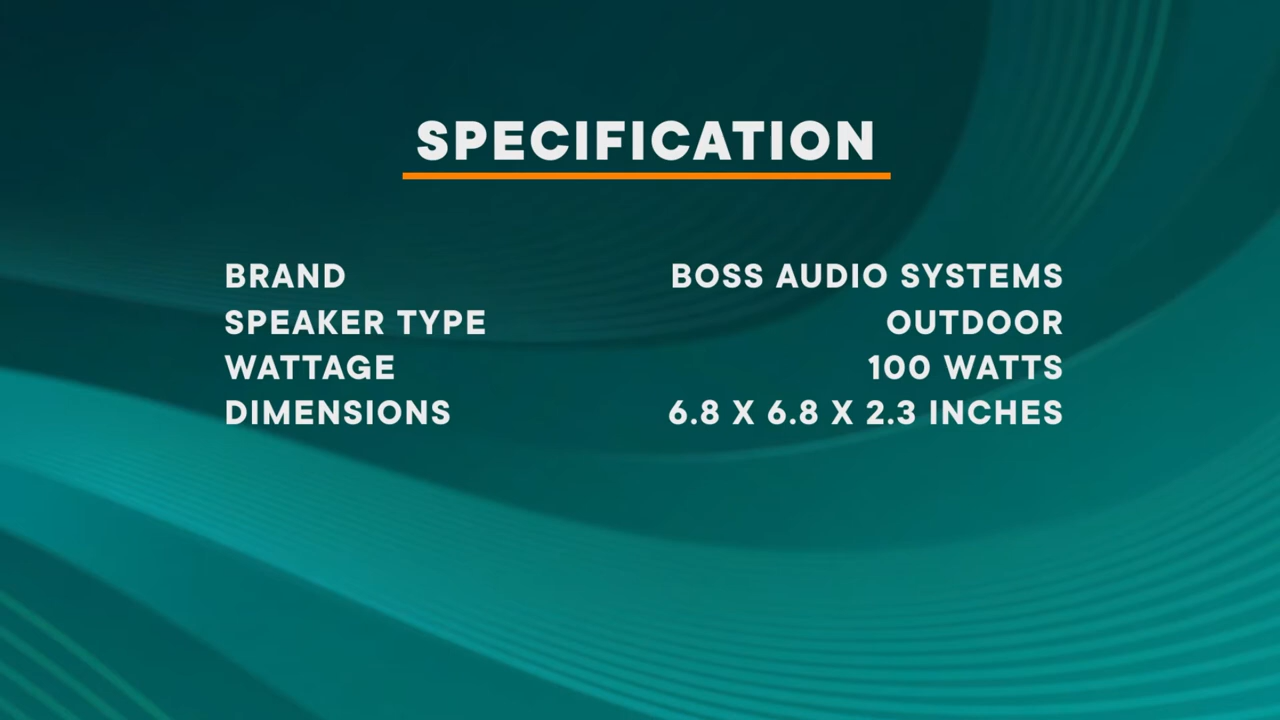 SPECIFICATION
BRAND BOSS AUDIO SYSTEMS
SPEAKER TYPE OUTDOOR
WATTAGE 100 WATTS
DIMENSIONS 6.8 X 6.8 X 2.3 INCHES